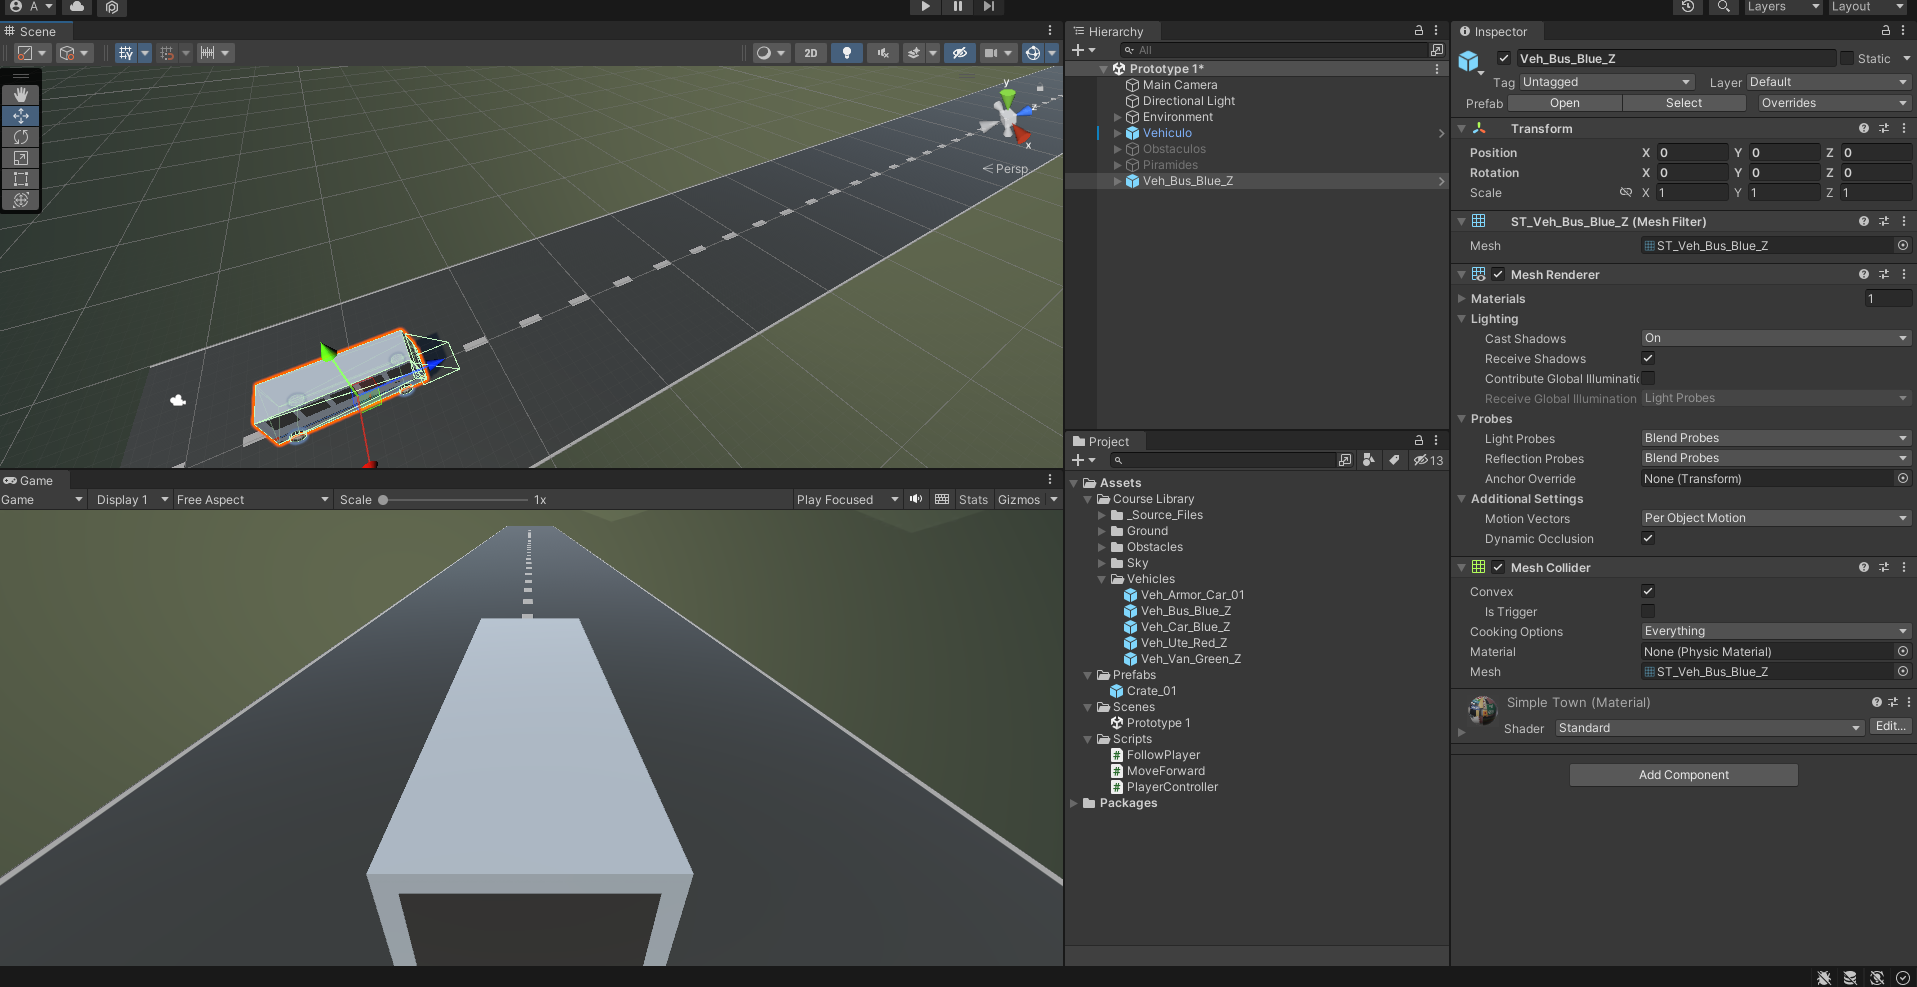 A
Layers
Layout
Scene
2D
y
z
x
Persp
Game
Game
Display 1
Free Aspect
Scale
1x
Play Focused
Stats
Gizmos
Hierarchy
All
Prototype 1*
Main Camera
Directional Light
Environment
Vehiculo
Obstaculos
Piramides
Veh_Bus_Blue_Z
Project
13
Assets
Course Library
_Source_Files
Ground
Obstacles
Sky
Vehicles
Veh_Armor_Car_01
Veh_Bus_Blue_Z
Veh_Car_Blue_Z
Veh_Ute_Red_Z
Veh_Van_Green_Z
Prefabs
Crate_01
Scenes
Prototype 1
Scripts
FollowPlayer
MoveForward
PlayerController
Packages
Inspector
Veh_Bus_Blue_Z
Static
Tag Untagged
Layer Default
Prefab Open Select Overrides
Transform
Position X 0 Y 0 Z 0
Rotation X 0 Y 0 Z 0
Scale X 1 Y 1 Z 1
ST_Veh_Bus_Blue_Z (Mesh Filter)
Mesh ST_Veh_Bus_Blue_Z
Mesh Renderer
Materials 1
Lighting
Cast Shadows On
Receive Shadows
Contribute Global Illuminatic
Receive Global Illumination Light Probes
Probes
Light Probes Blend Probes
Reflection Probes Blend Probes
Anchor Override None (Transform)
Additional Settings
Motion Vectors Per Object Motion
Dynamic Occlusion
Mesh Collider
Convex
Is Trigger
Cooking Options Everything
Material None (Physic Material)
Mesh ST_Veh_Bus_Blue_Z
Simple Town (Material)
Shader Standard Edit...
Add Component